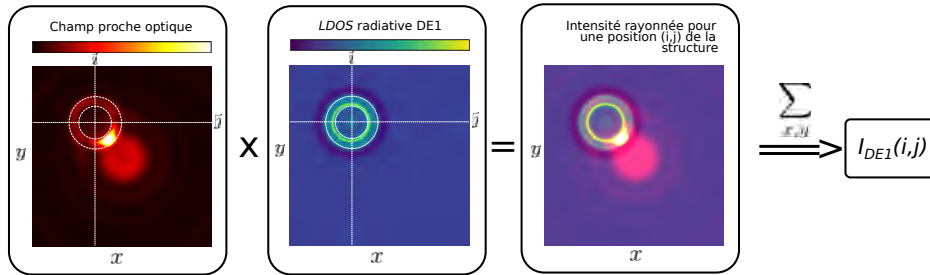 Champ proche optique
i
j
y
x
X
LDOS radiative DE1
i
j
y
x
=
Intensité rayonnée pour
une position (i,j) de la
structure
y
x
∑
x,y
I_DE1(i,j)